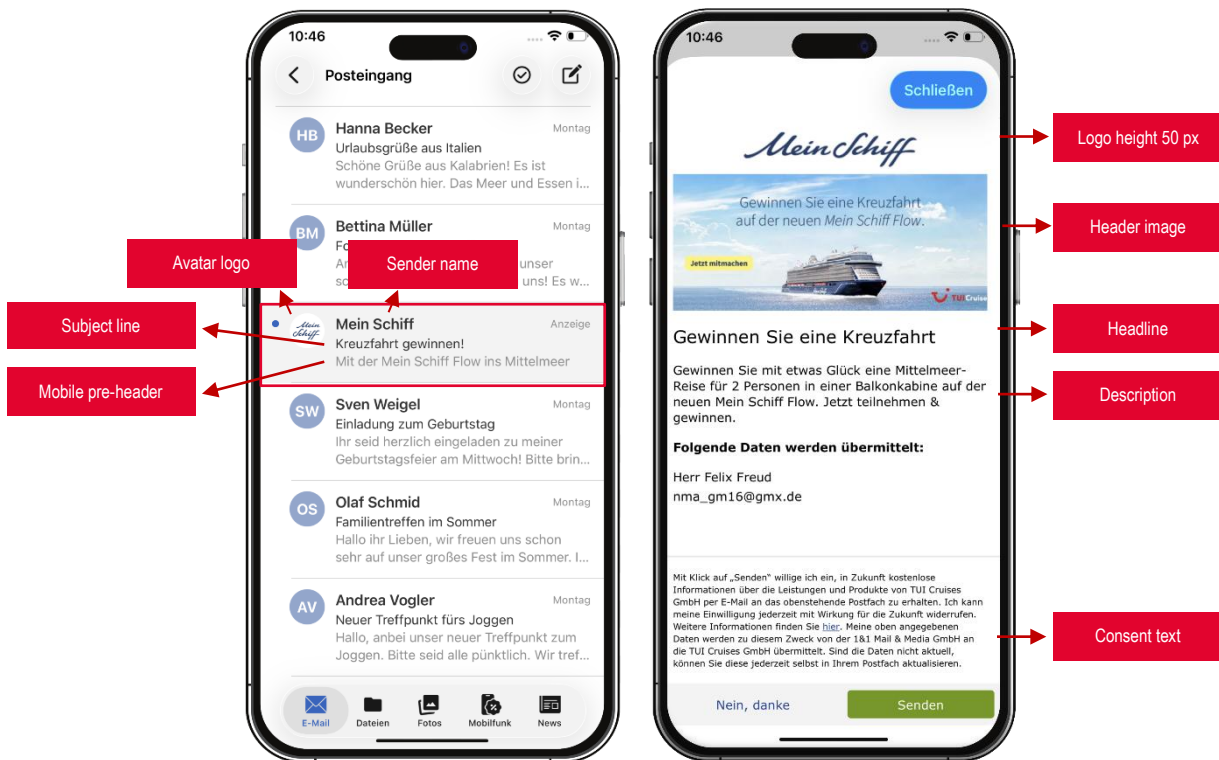 10:46
Posteingang
HB
Hanna Becker
Montag
Urlaubsgrüße aus Italien
Schöne Grüße aus Kalabrien! Es ist
wunderschön hier. Das Meer und Essen i...
BM
Bettina Müller
Montag
unser
uns! Es w...
Avatar logo
Sender name
Subject line
Mobile pre-header
Mein
Schiff
Mein Schiff
Anzeige
Kreuzfahrt gewinnen!
Mit der Mein Schiff Flow ins Mittelmeer
SW
Sven Weigel
Montag
Einladung zum Geburtstag
Ihr seid herzlich eingeladen zu meiner
Geburtstagsfeier am Mittwoch! Bitte brin...
OS
Olaf Schmid
Montag
Familientreffen im Sommer
Hallo ihr Lieben, wir freuen uns schon
sehr auf unser großes Fest im Sommer. I...
AV
Andrea Vogler
Montag
Neuer Treffpunkt fürs Joggen
Hallo, anbei unser neuer Treffpunkt zum
Joggen. Bitte seid alle pünktlich. Wir tref...
E-Mail
Dateien
Fotos
Mobilfunk
News
10:46
Schließen
Mein Schiff
Gewinnen Sie eine Kreuzfahrt
auf der neuen Mein Schiff Flow.
Jetzt mitmachen
TUI Cruise
Gewinnen Sie eine Kreuzfahrt
Gewinnen Sie mit etwas Glück eine Mittelmeer-
Reise für 2 Personen in einer Balkonkabine auf der
neuen Mein Schiff Flow. Jetzt teilnehmen &
gewinnen.
Folgende Daten werden übermittelt:
Herr Felix Freud
nma_gm16@gmx.de
Mit Klick auf „Senden“ willige ich ein, in Zukunft kostenlose
Informationen über die Leistungen und Produkte von TUI Cruises
GmbH per E-Mail an das obenstehende Postfach zu erhalten. Ich kann
meine Einwilligung jederzeit mit Wirkung für die Zukunft widerrufen.
Weitere Informationen finden Sie hier. Meine oben angegebenen
Daten werden zu diesem Zweck von der 1&1 Mail & Media GmbH an
die TUI Cruises GmbH übermittelt. Sind die Daten nicht aktuell,
können Sie diese jederzeit selbst in Ihrem Postfach aktualisieren.
Nein, danke
Senden
Logo height 50 px
Header image
Headline
Description
Consent text